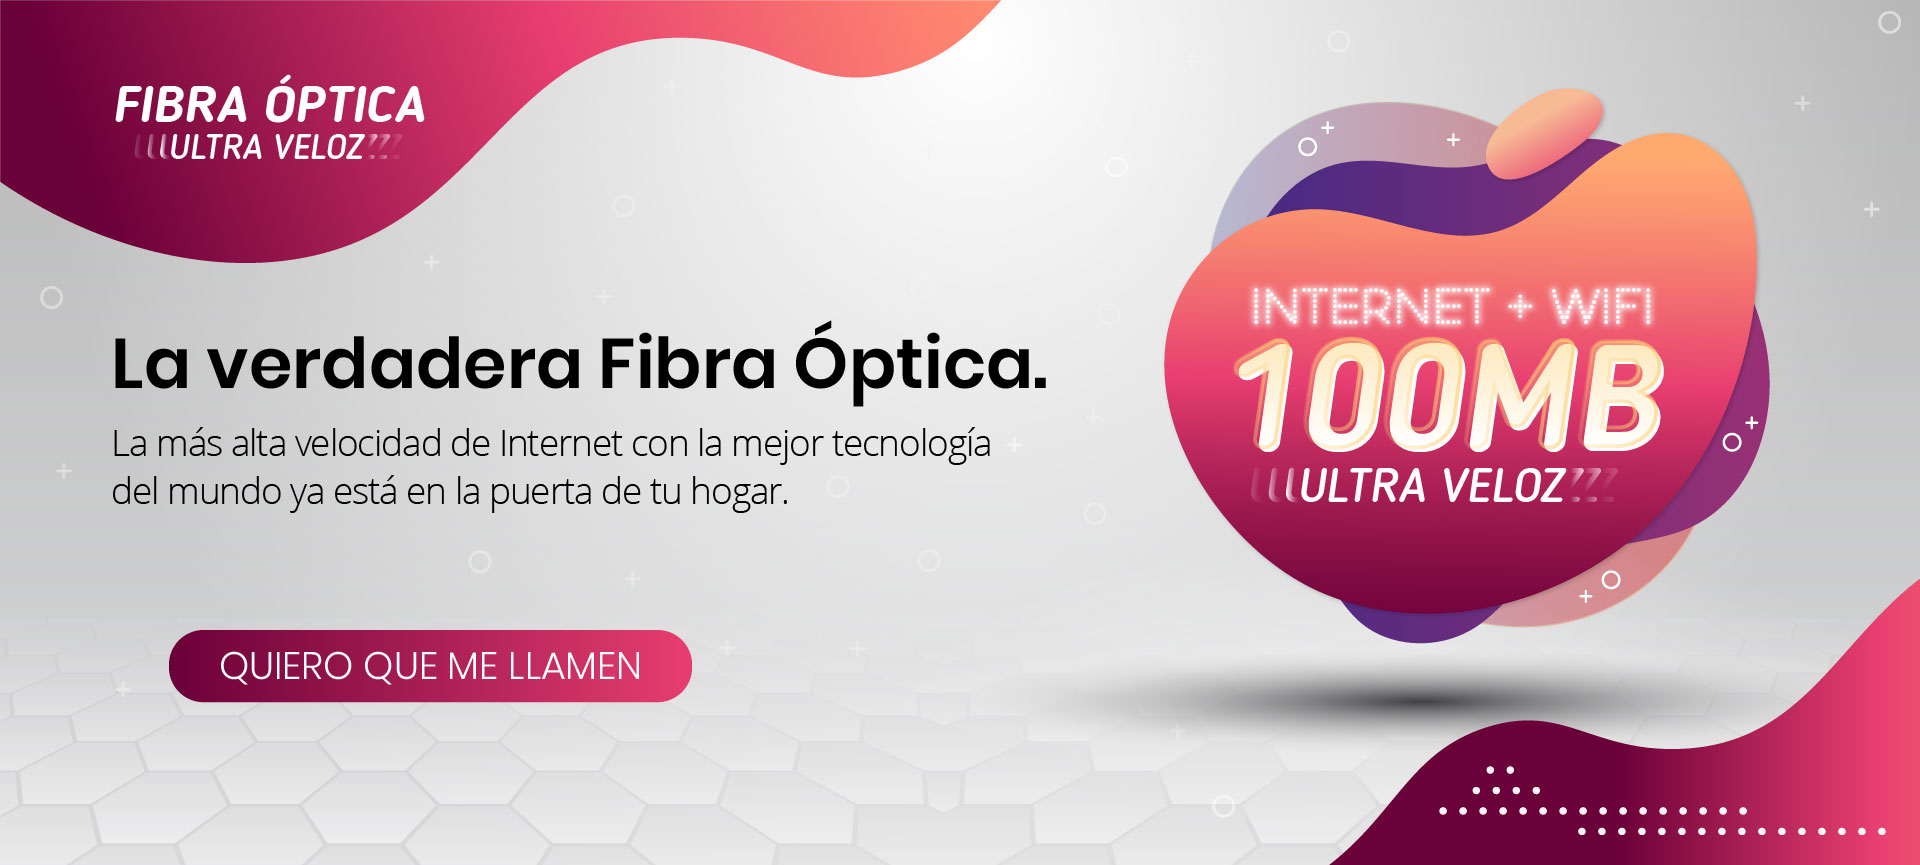 FIBRA ÓPTICA
ULTRA VELOZ
La verdadera Fibra Óptica.
La más alta velocidad de Internet con la mejor tecnología
del mundo ya está en la puerta de tu hogar.
QUIERO QUE ME LLAMEN
INTERNET + WIFI
100MB
ULTRA VELOZ